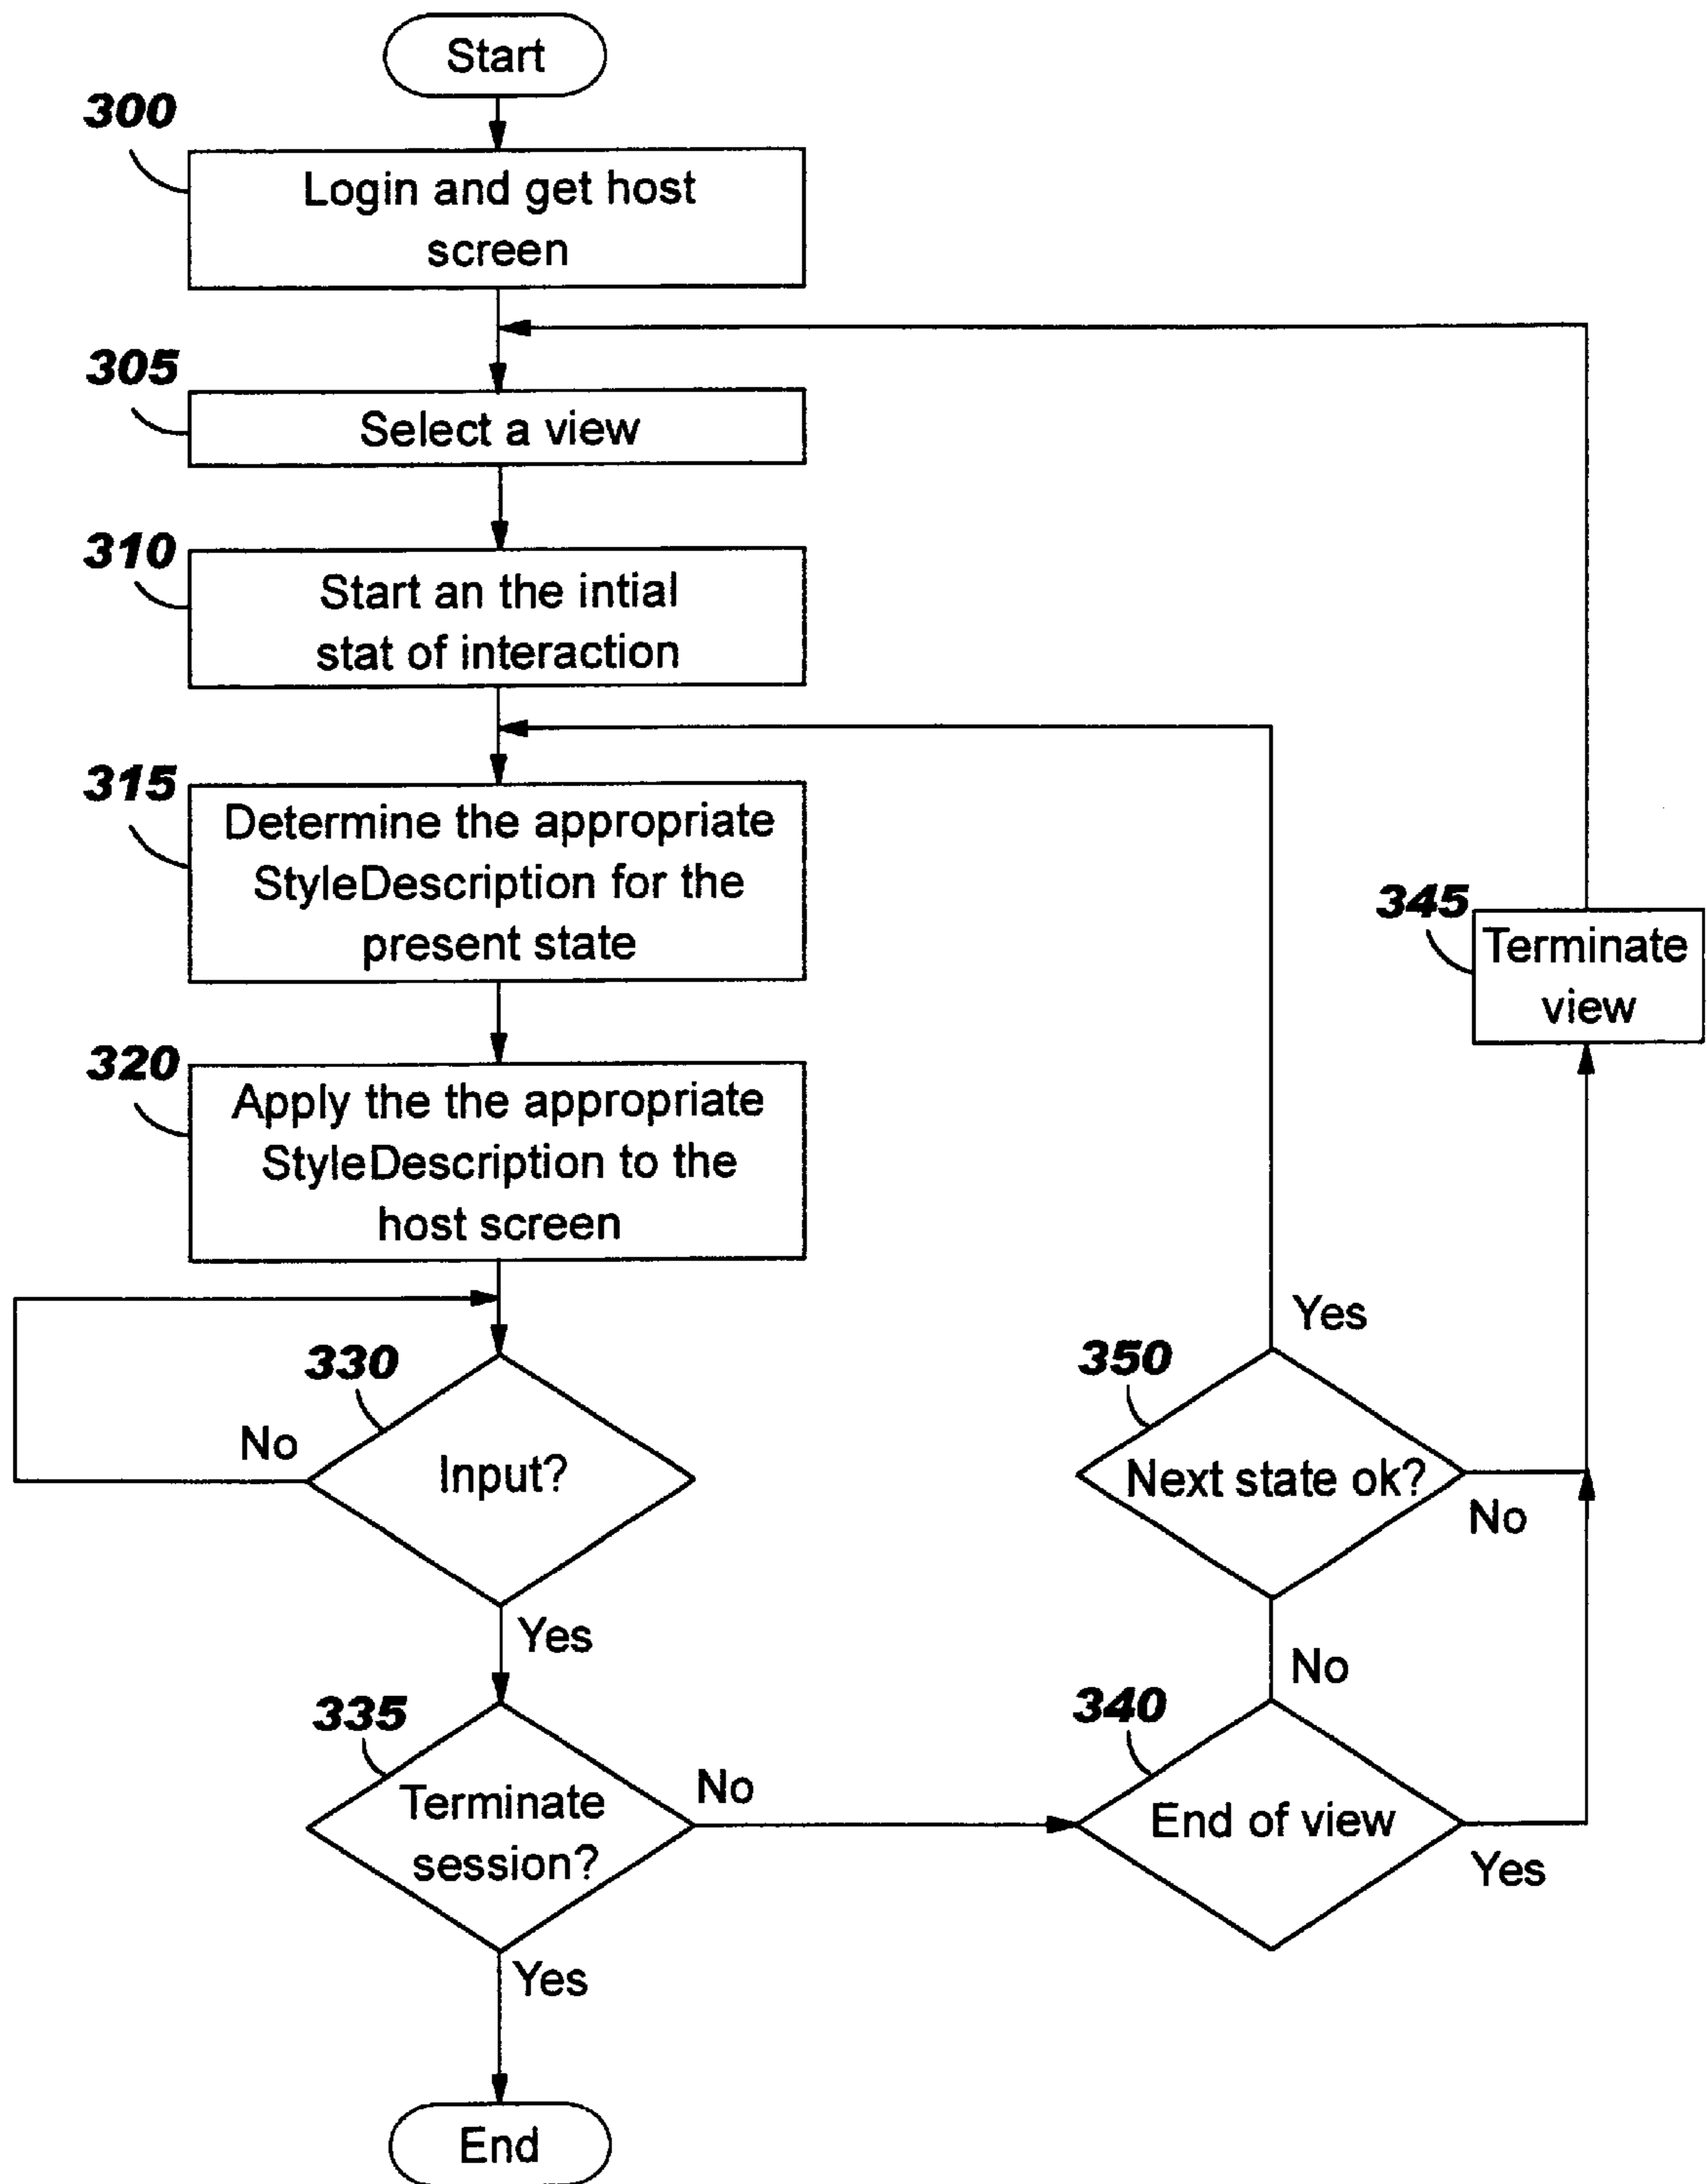 Start
300
Login and get host
screen
305
Select a view
310
Start an the intial
stat of interaction
315
Determine the appropriate
StyleDescription for the
present state
345
Terminate
view
320
Apply the the appropriate
StyleDescription to the
host screen
Yes
330
350
No
Input?
Next state ok?
No
Yes
No
335
340
No
Terminate
session?
End of view
Yes
Yes
End